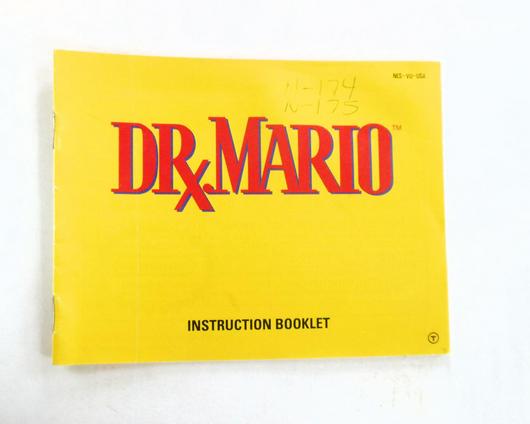 NES-VU-USA
N-174
N-175
DR. MARIO™
INSTRUCTION BOOKLET
T